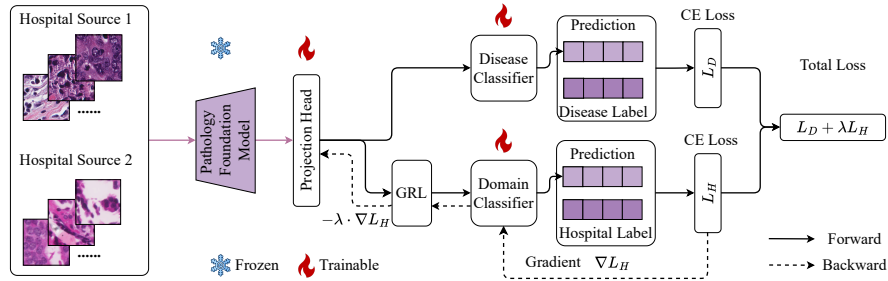 Hospital Source 1
......
Hospital Source 2
......
Pathology
Foundation
Model
Projection Head
Disease
Classifier
Prediction
Disease Label
CE Loss
L_D
Total Loss
L_D + λL_H
GRL
−λ · ∇L_H
Domain
Classifier
Prediction
Hospital Label
CE Loss
L_H
Gradient ∇L_H
Frozen
Trainable
Forward
Backward